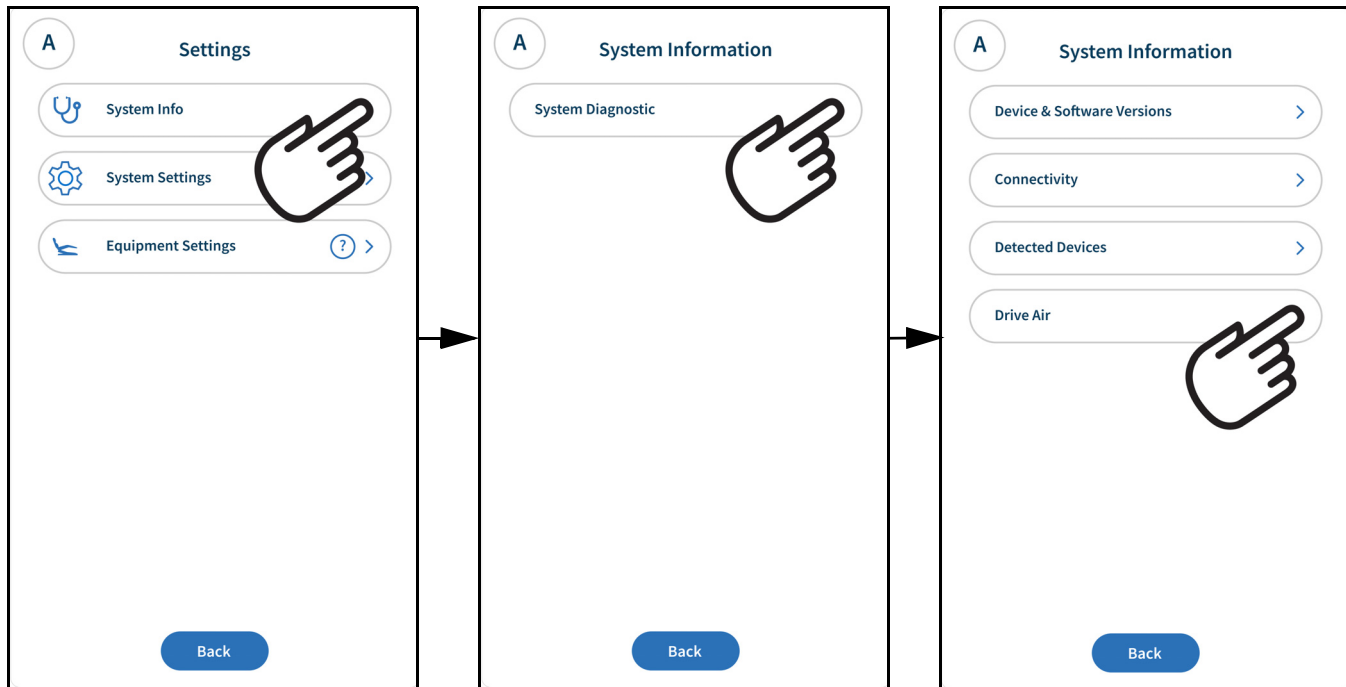 A
Settings
System Info
System Settings
Equipment Settings
?
Back
A
System Information
System Diagnostic
Back
A
System Information
Device & Software Versions
Connectivity
Detected Devices
Drive Air
Back